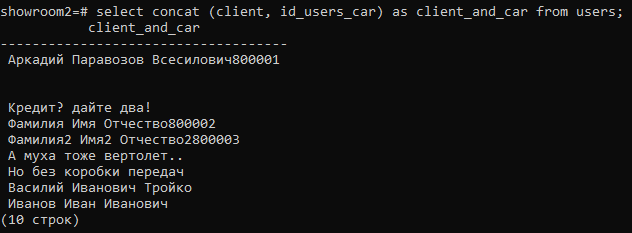 showroom2=# select concat (client, id_users_car) as client_and_car from users;
client_and_car
------------------------------------
Аркадий Паравозов Всесилович800001
Кредит? дайте два!
Фамилия Имя Отчество800002
Фамилия2 Имя2 Отчество2800003
А муха тоже вертолет..
Но без коробки передач
Василий Иванович Тройко
Иванов Иван Иванович
(10 строк)